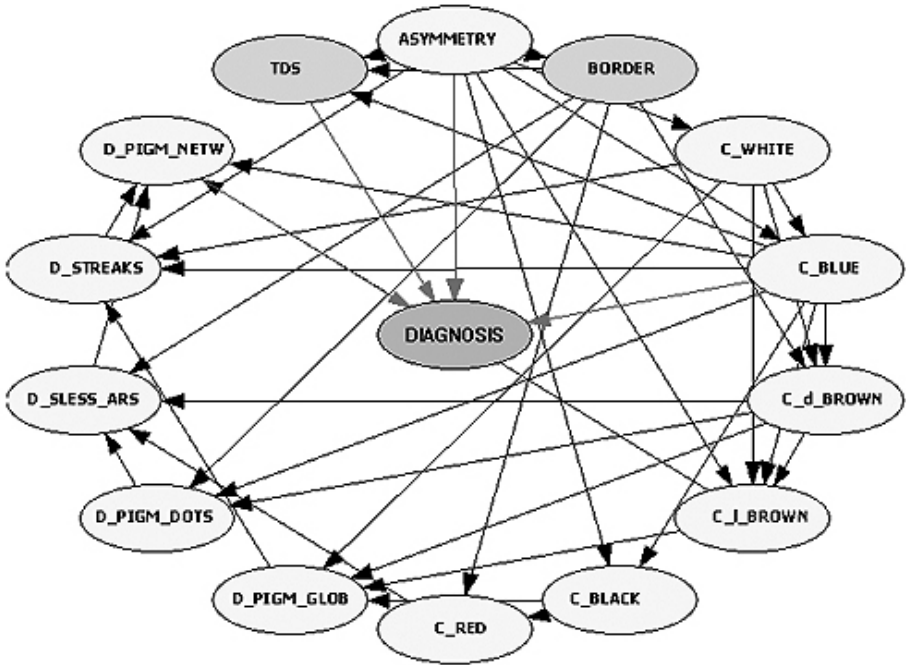 ASYMMETRY
TDS
BORDER
D_PIGM_NETW
C_WHITE
D_STREAKS
C_BLUE
DIAGNOSIS
D_SLESS_ARS
C_d_BROWN
D_PIGM_DOTS
C_l_BROWN
D_PIGM_GLOB
C_BLACK
C_RED